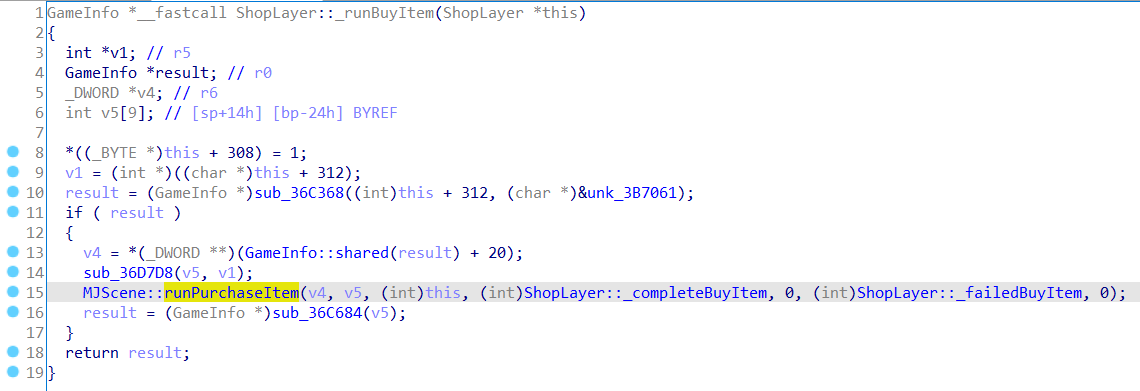 1 GameInfo *__fastcall ShopLayer::_runBuyItem(ShopLayer *this)
2 {
3 int *v1; // r5
4 GameInfo *result; // r0
5 _DWORD *v4; // r6
6 int v5[9]; // [sp+14h] [bp-24h] BYREF
7
8 *((_BYTE *)this + 308) = 1;
9 v1 = (int *)((char *)this + 312);
10 result = (GameInfo *)sub_36C368((int)this + 312, (char *)&unk_3B7061);
11 if ( result )
12 {
13 v4 = *(_DWORD **)(GameInfo::shared(result) + 20);
14 sub_36D7D8(v5, v1);
15 MJScene::runPurchaseItem(v4, v5, (int)this, (int)ShopLayer::_completeBuyItem, 0, (int)ShopLayer::_failedBuyItem, 0);
16 result = (GameInfo *)sub_36C684(v5);
17 }
18 return result;
19 }